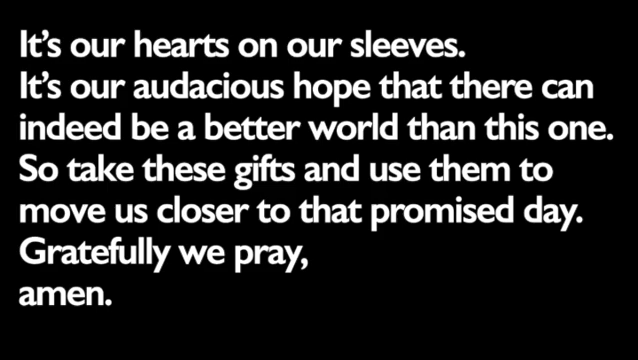 It's our hearts on our sleeves.
It's our audacious hope that there can
indeed be a better world than this one.
So take these gifts and use them to
move us closer to that promised day.
Gratefully we pray,
amen.